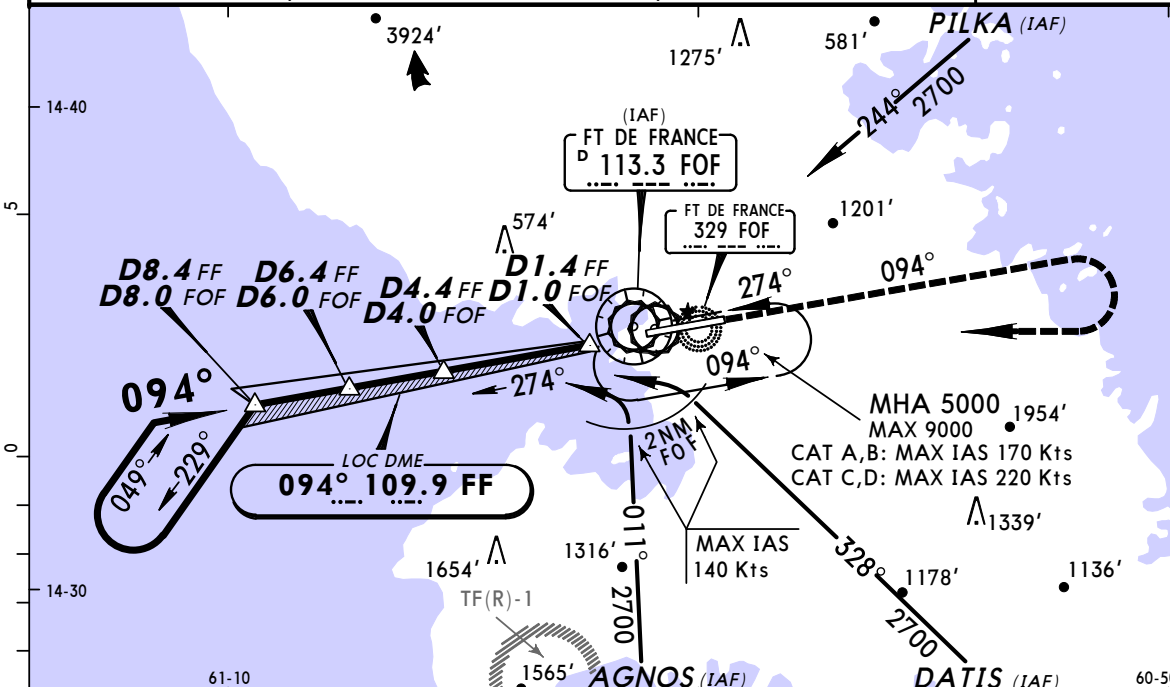 3924'
1275'
581'
PILKA (IAF)
14-40
244°
2700
(IAF)
FT DE FRANCE
D 113.3 FOF
FT DE FRANCE
329 FOF
5
574'
1201'
D8.4 FF
D8.0 FOF
D6.4 FF
D6.0 FOF
D4.4 FF
D4.0 FOF
D1.4 FF
D1.0 FOF
274°
094°
094°
274°
094°
MHA 5000
MAX 9000
CAT A,B: MAX IAS 170 Kts
CAT C,D: MAX IAS 220 Kts
1954'
2 NM
FOF
0
049°
229°
LOC DME
094° 109.9 FF
1339'
011°
2700
MAX IAS
140 Kts
328°
2700
1654'
1316'
1178'
1136'
14-30
TF(R)-1
1565'
61-10
AGNOS (IAF)
DATIS (IAF)